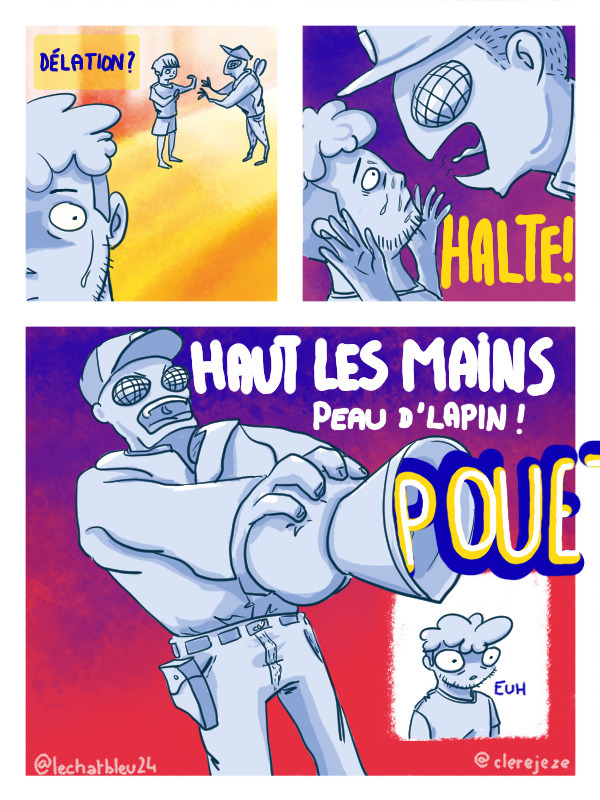 DÉLATION?
HALTE!
HAUT LES MAINS
PEAU D'LAPIN !
POUET
EUH
@lechatbleu24
@clerejeze